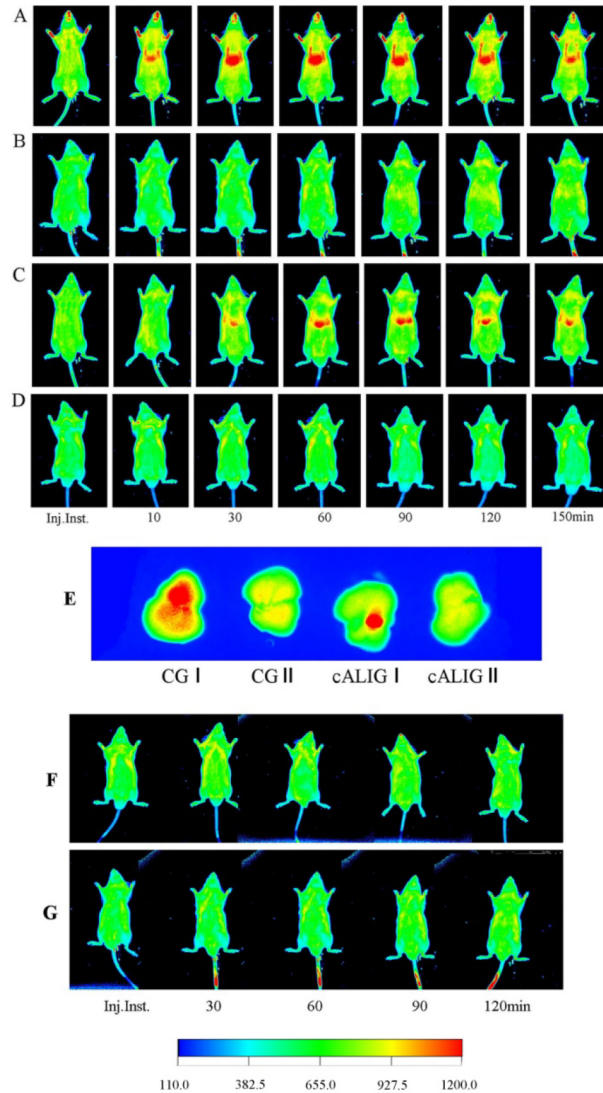 A
B
C
D
Inj.Inst. 10 30 60 90 120 150min
E
CG Ⅰ CG Ⅱ cALIG Ⅰ cALIG Ⅱ
F
G
Inj.Inst. 30 60 90 120min
110.0 382.5 655.0 927.5 1200.0